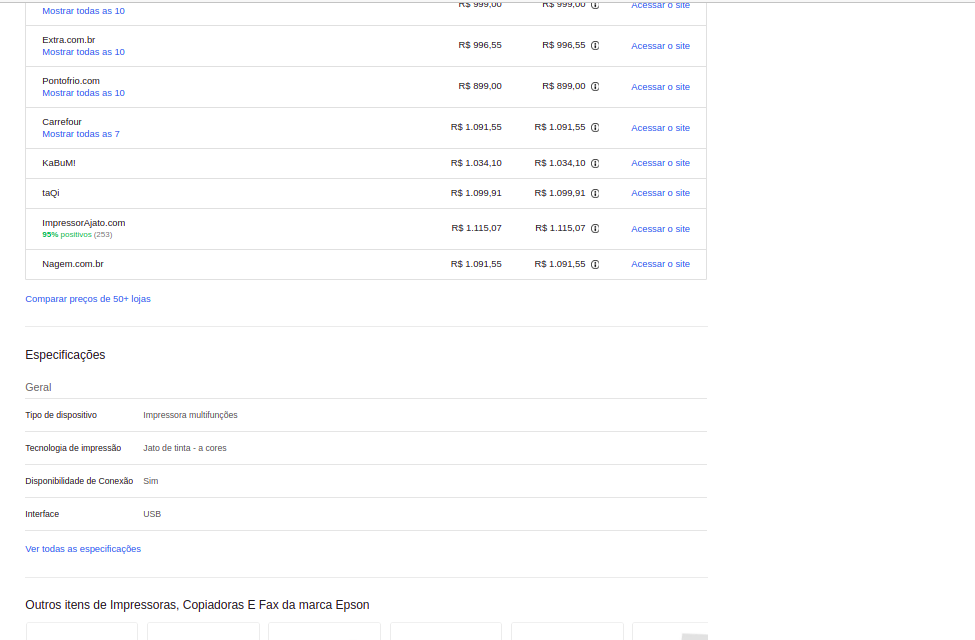 R$ 999,00 R$ 999,00 Acessar o site
Mostrar todas as 10
Extra.com.br
Mostrar todas as 10
R$ 996,55 R$ 996,55 Acessar o site
Pontofrio.com
Mostrar todas as 10
R$ 899,00 R$ 899,00 Acessar o site
Carrefour
Mostrar todas as 7
R$ 1.091,55 R$ 1.091,55 Acessar o site
KaBuM! R$ 1.034,10 R$ 1.034,10 Acessar o site
taQi R$ 1.099,91 R$ 1.099,91 Acessar o site
ImpressorAjato.com
95% positivos (253)
R$ 1.115,07 R$ 1.115,07 Acessar o site
Nagem.com.br R$ 1.091,55 R$ 1.091,55 Acessar o site
Comparar preços de 50+ lojas
Especificações
Geral
Tipo de dispositivo Impressora multifunções
Tecnologia de impressão Jato de tinta - a cores
Disponibilidade de Conexão Sim
Interface USB
Ver todas as especificações
Outros itens de Impressoras, Copiadoras E Fax da marca Epson